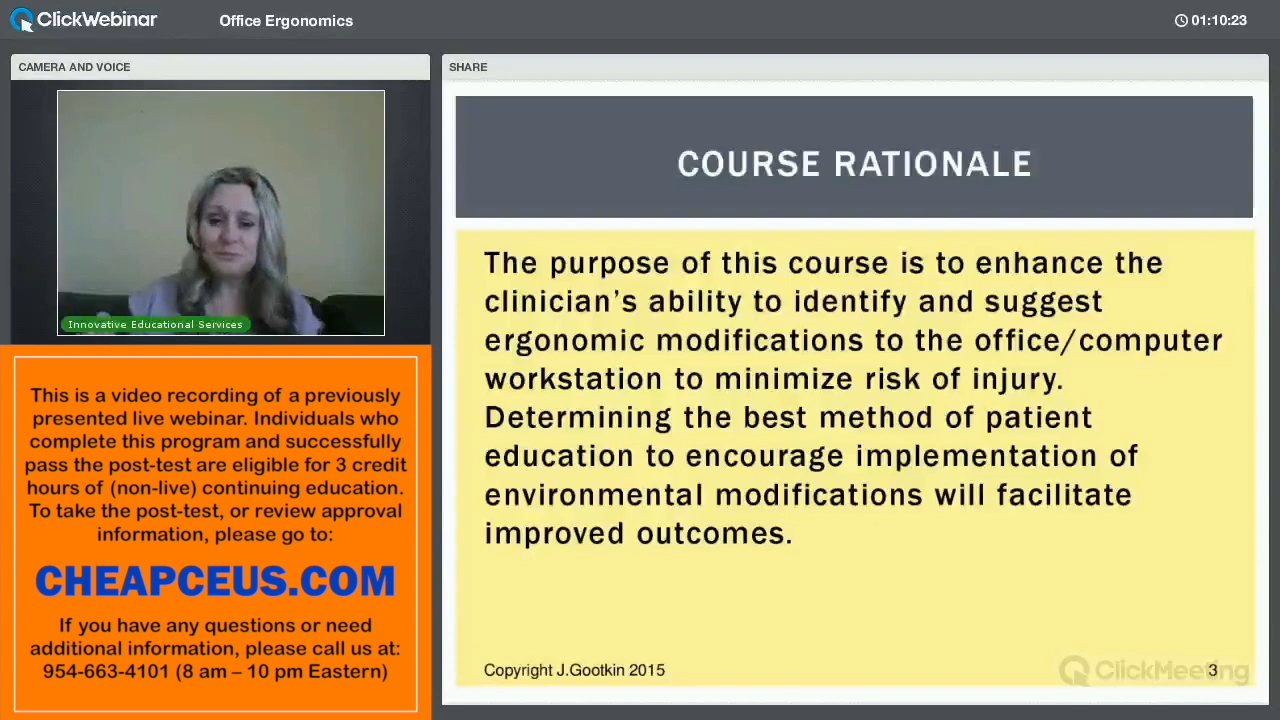 ClickWebinar
Office Ergonomics
01:10:23
CAMERA AND VOICE
Innovative Educational Services
This is a video recording of a previously
presented live webinar. Individuals who
complete this program and successfully
pass the post-test are eligible for 3 credit
hours of (non-live) continuing education.
To take the post-test, or review approval
information, please go to:
CHEAPCEUS.COM
If you have any questions or need
additional information, please call us at:
954-663-4101 (8 am – 10 pm Eastern)
SHARE
COURSE RATIONALE
The purpose of this course is to enhance the
clinician's ability to identify and suggest
ergonomic modifications to the office/computer
workstation to minimize risk of injury.
Determining the best method of patient
education to encourage implementation of
environmental modifications will facilitate
improved outcomes.
Copyright J.Gootkin 2015
ClickMeeting
3